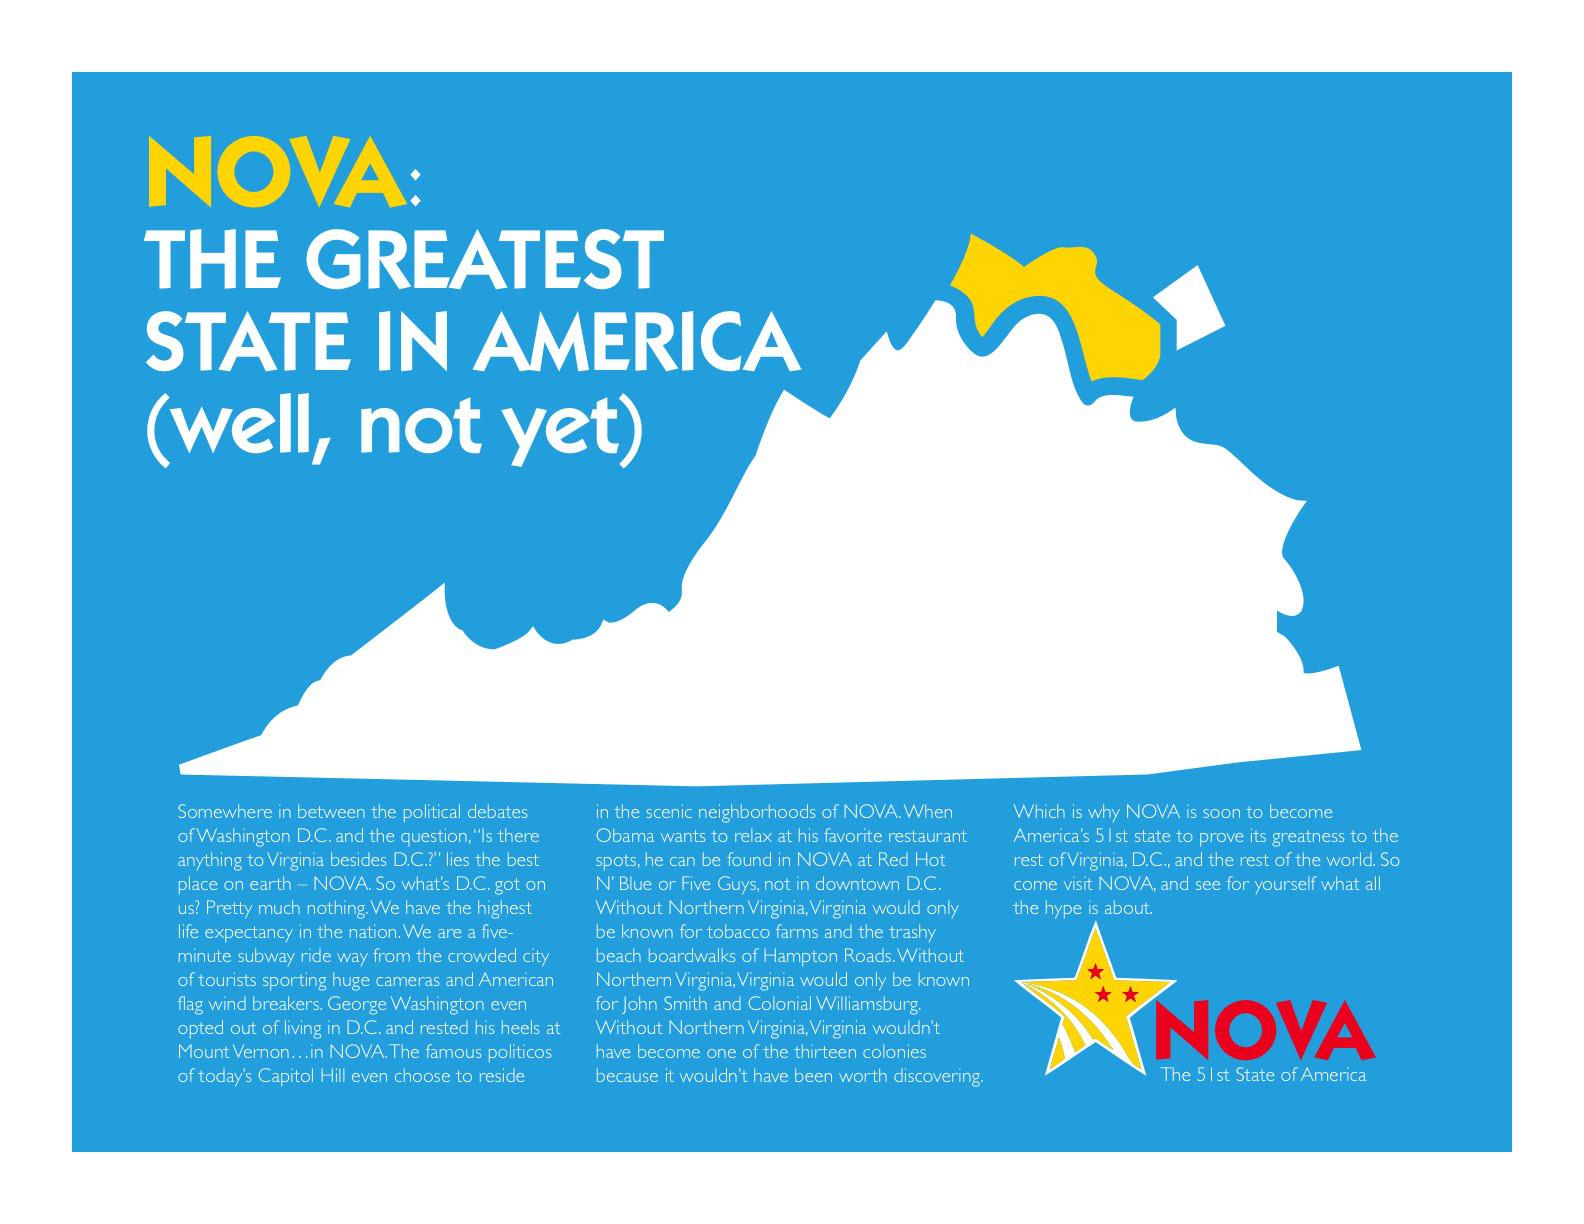 NOVA:
THE GREATEST
STATE IN AMERICA
(well, not yet)
Somewhere in between the political debates
of Washington D.C. and the question, “Is there
anything to Virginia besides D.C.?” lies the best
place on earth – NOVA. So what’s D.C. got on
us? Pretty much nothing. We have the highest
life expectancy in the nation. We are a five-
minute subway ride way from the crowded city
of tourists sporting huge cameras and American
flag wind breakers. George Washington even
opted out of living in D.C. and rested his heels at
Mount Vernon…in NOVA. The famous politicos
of today’s Capitol Hill even choose to reside
in the scenic neighborhoods of NOVA. When
Obama wants to relax at his favorite restaurant
spots, he can be found in NOVA at Red Hot
N’ Blue or Five Guys, not in downtown D.C.
Without Northern Virginia, Virginia would only
be known for tobacco farms and the trashy
beach boardwalks of Hampton Roads. Without
Northern Virginia, Virginia would only be known
for John Smith and Colonial Williamsburg.
Without Northern Virginia, Virginia wouldn’t
have become one of the thirteen colonies
because it wouldn’t have been worth discovering.
Which is why NOVA is soon to become
America’s 51st state to prove its greatness to the
rest of Virginia, D.C., and the rest of the world. So
come visit NOVA, and see for yourself what all
the hype is about.
NOVA
The 51st State of America